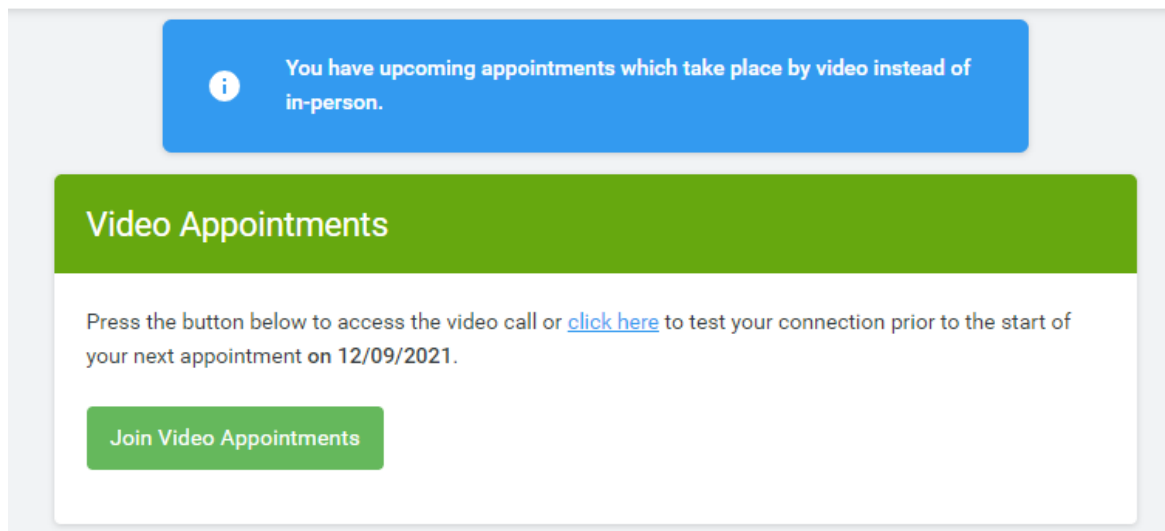 You have upcoming appointments which take place by video instead of
in-person.
Video Appointments
Press the button below to access the video call or click here to test your connection prior to the start of
your next appointment on 12/09/2021.
Join Video Appointments